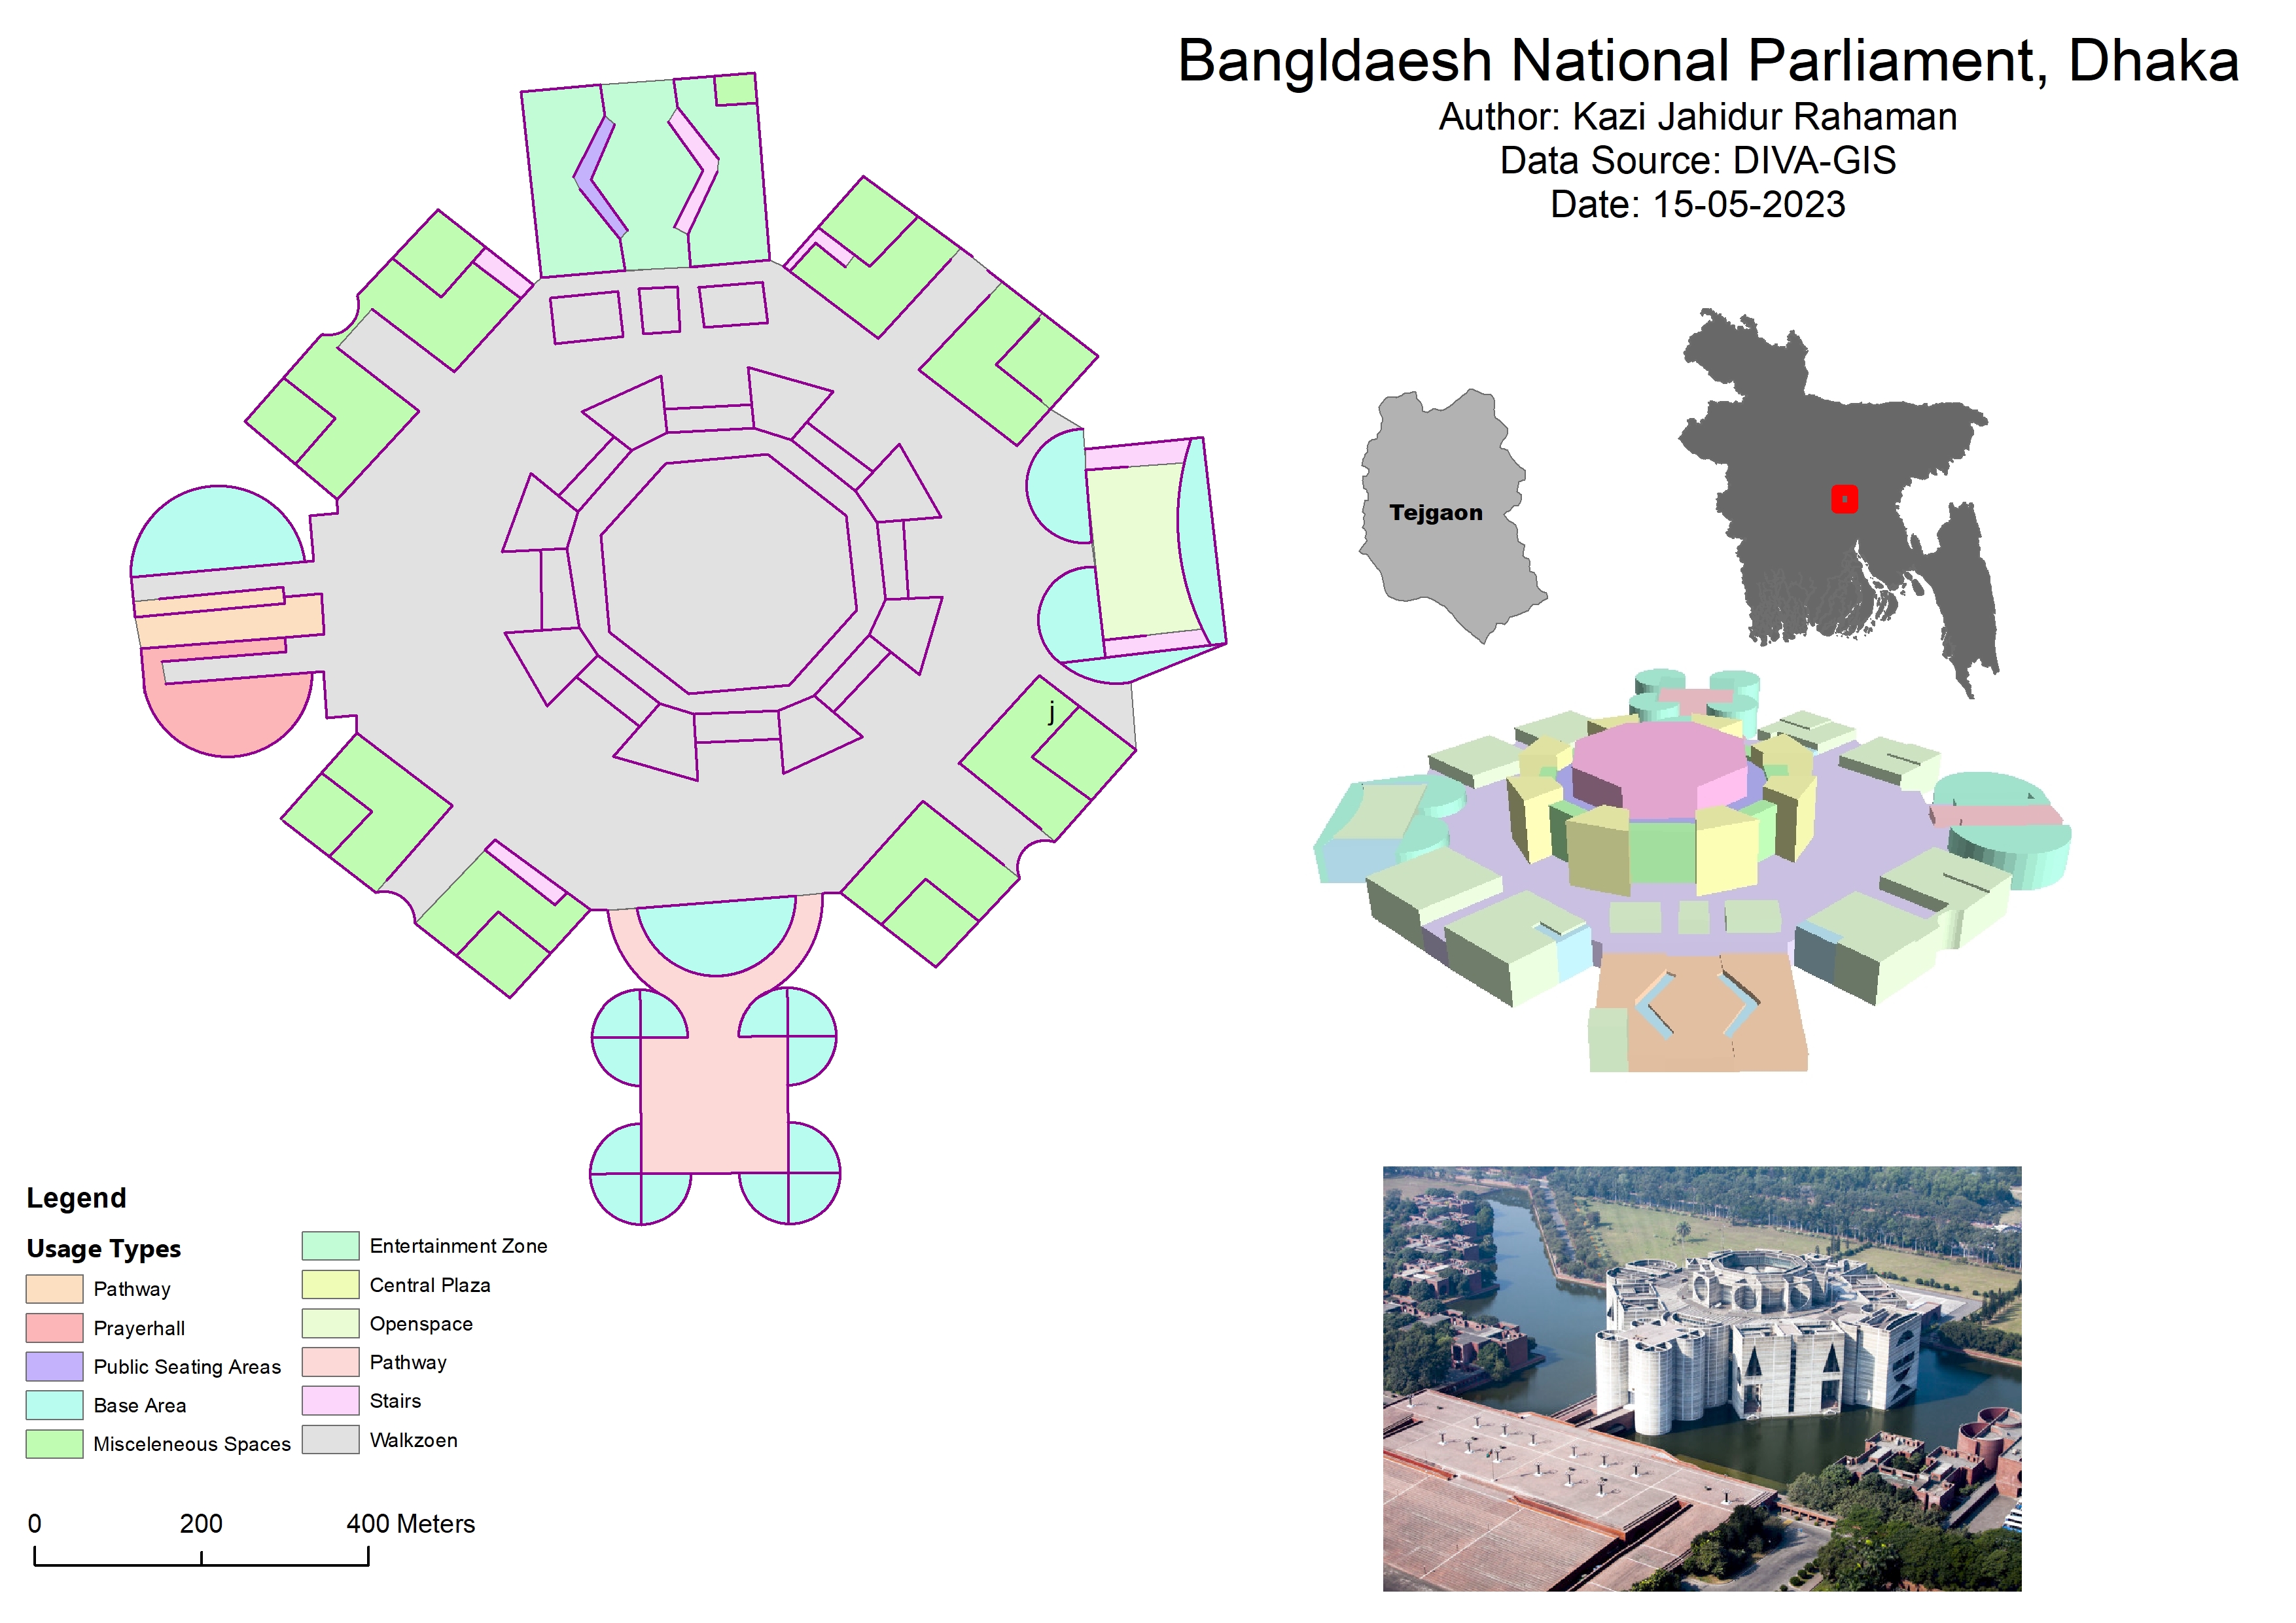 Bangldaesh National Parliament, Dhaka
Author: Kazi Jahidur Rahaman
Data Source: DIVA-GIS
Date: 15-05-2023
Tejgaon
j
Legend
Usage Types
Pathway
Prayerhall
Public Seating Areas
Base Area
Misceleneous Spaces
Entertainment Zone
Central Plaza
Openspace
Pathway
Stairs
Walkzoen
0 200 400 Meters